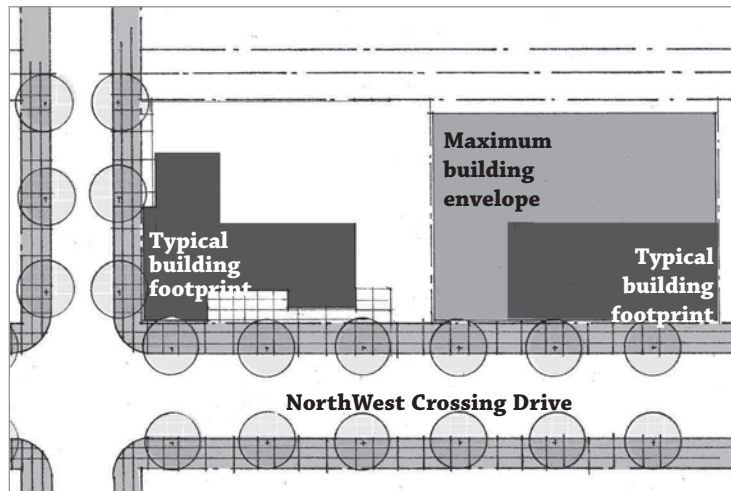 Maximum
building
envelope
Typical
building
footprint
Typical
building
footprint
NorthWest Crossing Drive